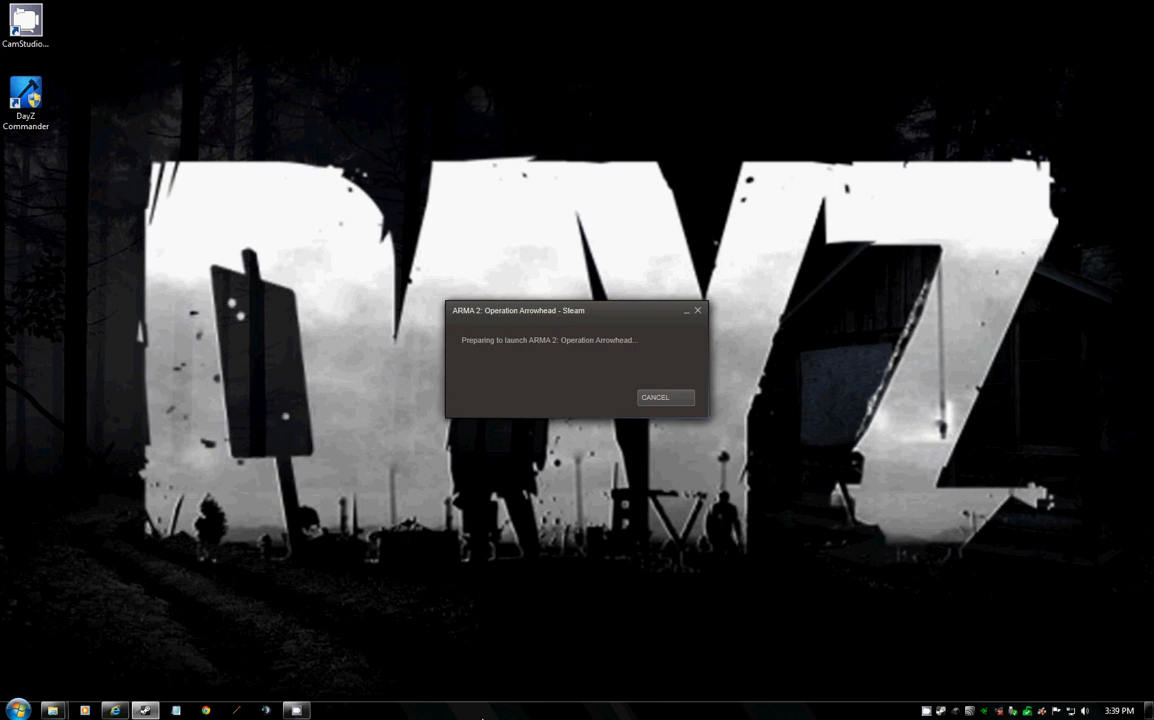 CamStudio...
DayZ
Commander
DAYZ
ARMA 2: Operation Arrowhead - Steam
Preparing to launch ARMA 2: Operation Arrowhead...
CANCEL
3:39 PM